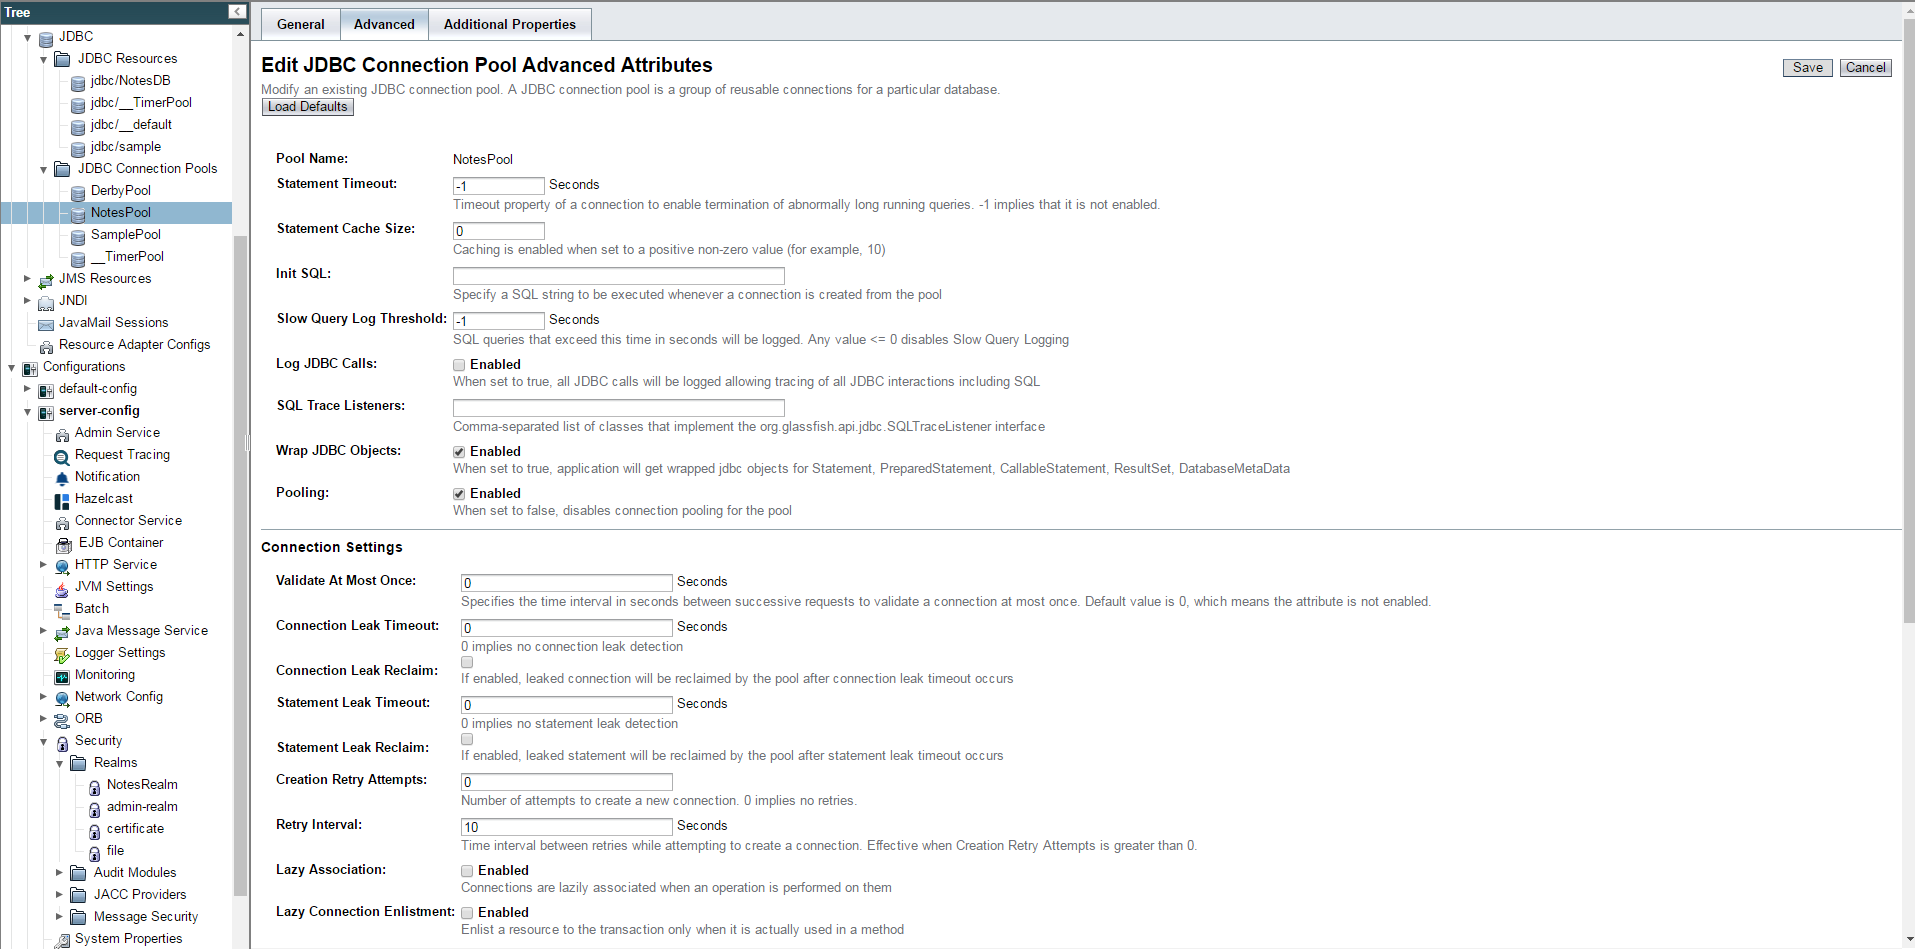 Tree
JDBC
JDBC Resources
jdbc/NotesDB
jdbc/__TimerPool
jdbc/__default
jdbc/sample
JDBC Connection Pools
DerbyPool
NotesPool
SamplePool
__TimerPool
JMS Resources
JNDI
JavaMail Sessions
Resource Adapter Configs
Configurations
default-config
server-config
Admin Service
Request Tracing
Notification
Hazelcast
Connector Service
EJB Container
HTTP Service
JVM Settings
Batch
Java Message Service
Logger Settings
Monitoring
Network Config
ORB
Security
Realms
NotesRealm
admin-realm
certificate
file
Audit Modules
JACC Providers
Message Security
System Properties
General Advanced Additional Properties
Edit JDBC Connection Pool Advanced Attributes
Save Cancel
Modify an existing JDBC connection pool. A JDBC connection pool is a group of reusable connections for a particular database.
Load Defaults
Pool Name: NotesPool
Statement Timeout: -1 Seconds
Timeout property of a connection to enable termination of abnormally long running queries. -1 implies that it is not enabled.
Statement Cache Size: 0
Caching is enabled when set to a positive non-zero value (for example, 10)
Init SQL:
Specify a SQL string to be executed whenever a connection is created from the pool
Slow Query Log Threshold: -1 Seconds
SQL queries that exceed this time in seconds will be logged. Any value <= 0 disables Slow Query Logging
Log JDBC Calls: Enabled
When set to true, all JDBC calls will be logged allowing tracing of all JDBC interactions including SQL
SQL Trace Listeners:
Comma-separated list of classes that implement the org.glassfish.api.jdbc.SQLTraceListener interface
Wrap JDBC Objects: Enabled
When set to true, application will get wrapped jdbc objects for Statement, PreparedStatement, CallableStatement, ResultSet, DatabaseMetaData
Pooling: Enabled
When set to false, disables connection pooling for the pool
Connection Settings
Validate At Most Once: 0 Seconds
Specifies the time interval in seconds between successive requests to validate a connection at most once. Default value is 0, which means the attribute is not enabled.
Connection Leak Timeout: 0 Seconds
0 implies no connection leak detection
Connection Leak Reclaim:
If enabled, leaked connection will be reclaimed by the pool after connection leak timeout occurs
Statement Leak Timeout: 0 Seconds
0 implies no statement leak detection
Statement Leak Reclaim:
If enabled, leaked statement will be reclaimed by the pool after statement leak timeout occurs
Creation Retry Attempts: 0
Number of attempts to create a new connection. 0 implies no retries.
Retry Interval: 10 Seconds
Time interval between retries while attempting to create a connection. Effective when Creation Retry Attempts is greater than 0.
Lazy Association: Enabled
Connections are lazily associated when an operation is performed on them
Lazy Connection Enlistment: Enabled
Enlist a resource to the transaction only when it is actually used in a method